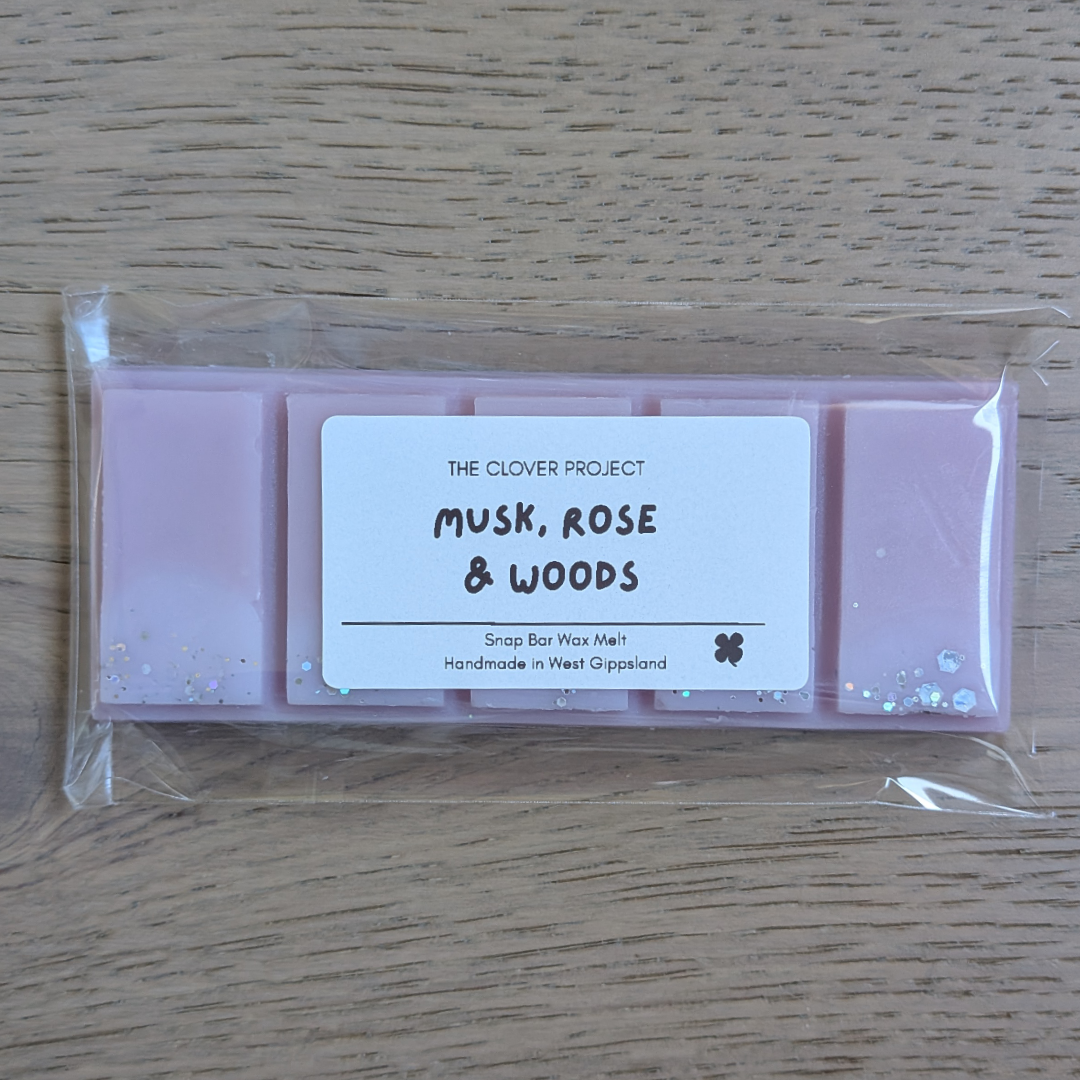 THE CLOVER PROJECT
MUSK, ROSE
& WOODS
Snap Bar Wax Melt
Handmade in West Gippsland